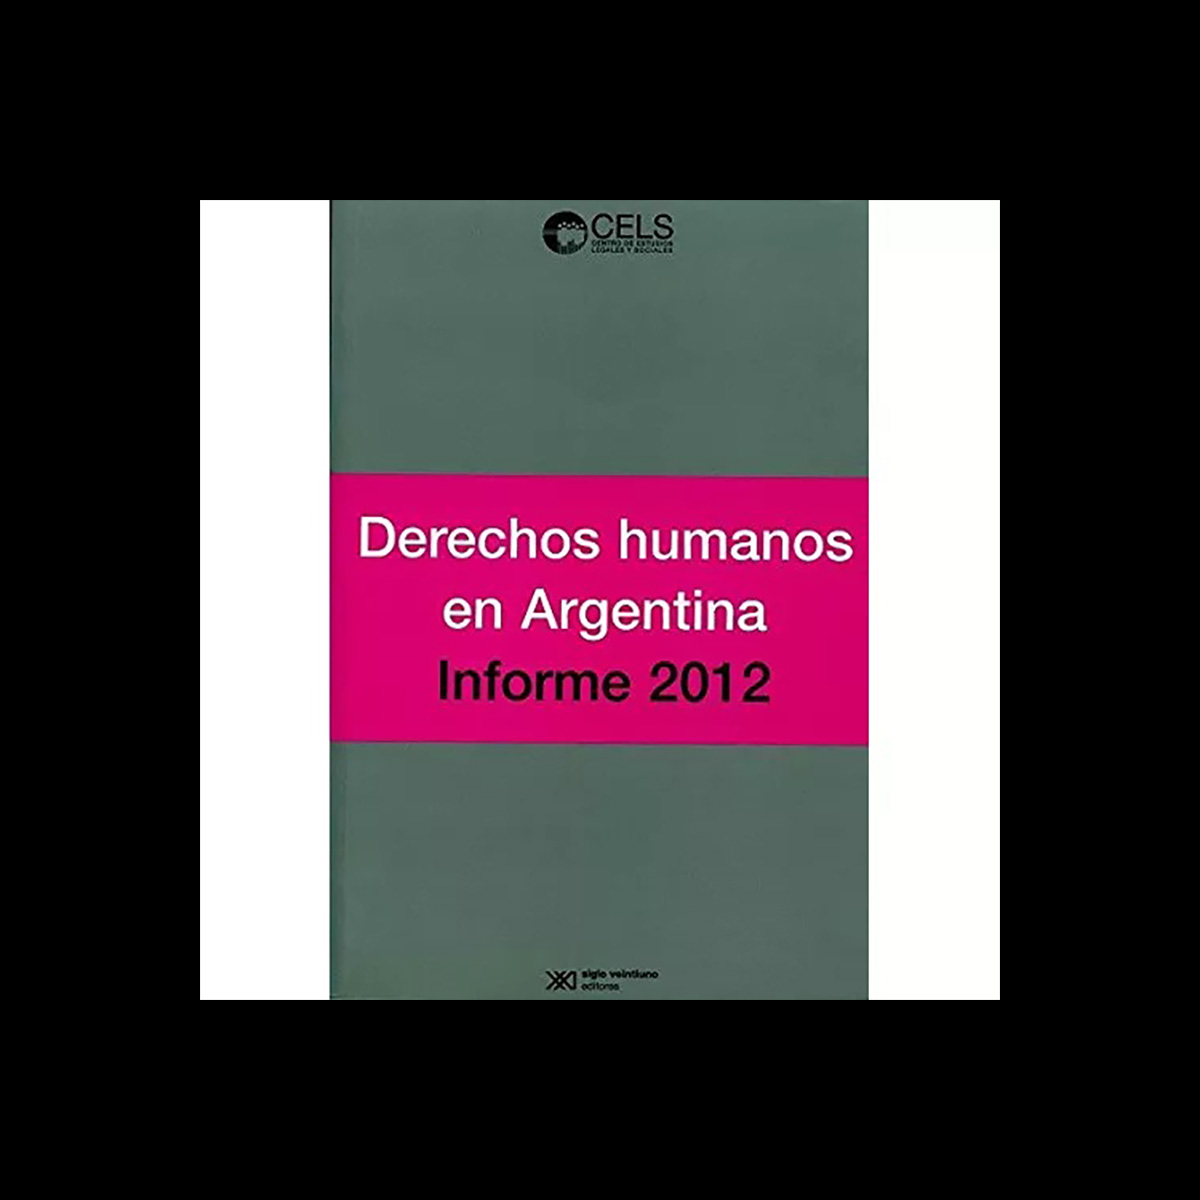 CELS
CENTRO DE ESTUDIOS
LEGALES Y SOCIALES
Derechos humanos
en Argentina
Informe 2012
siglo veintiuno
editores